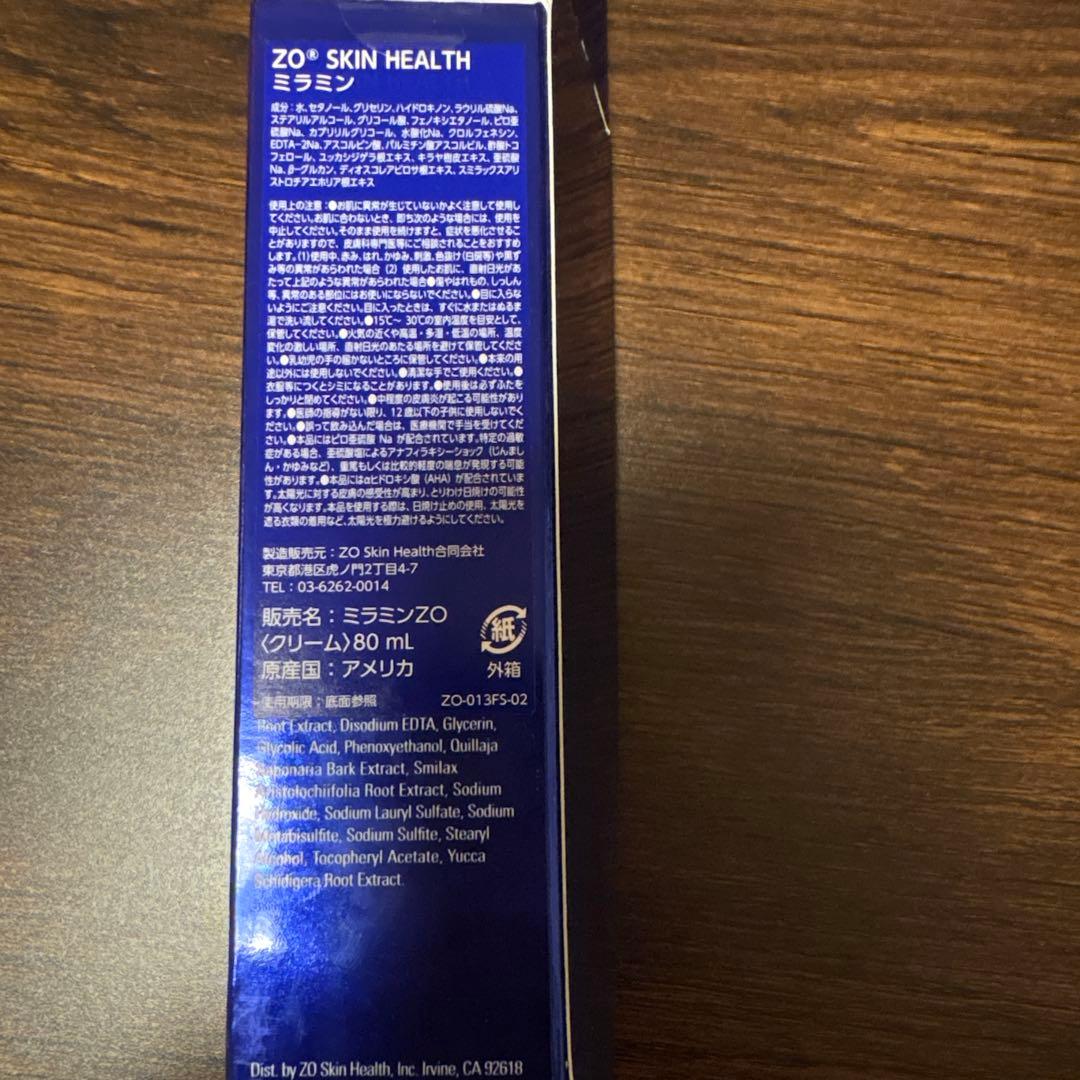 ZO® SKIN HEALTH
ミラミン
成分：水、セタノール、グリセリン、ハイドロキノン、ラウリル硫酸Na、
ステアリルアルコール、グリコール酸、フェノキシエタノール、ピロ亜
硫酸Na、カプリリルグリコール、水酸化Na、クロルフェネシン、
EDTA-2Na、アスコルビン酸、パルミチン酸アスコルビル、酢酸トコ
フェロール、ユッカシジゲラ根エキス、キラヤ樹皮エキス、亜硫酸
Na、β-グルカン、ディオスコレアビロサ根エキス、スミラックスアリ
ストロチアエホリア根エキス
使用上の注意：●お肌に異常が生じていないかよく注意して使用し
てください。お肌に合わないとき、即ち次のような場合には、使用を
中止してください。そのまま使用を続けますと、症状を悪化させるこ
とがありますので、皮膚科専門医等にご相談されることをおすすめ
します。(1)使用中、赤み、はれ、かゆみ、刺激、色抜け(白斑等)や黒ず
み等の異常があらわれた場合 (2) 使用したお肌に、直射日光があ
たって上記のような異常があらわれた場合●傷やはれもの、しっしん
等、異常のある部位にはお使いにならないでください。●目に入らな
いようにご注意ください。目に入ったときは、すぐに水またはぬるま
湯で洗い流してください。●15℃～ 30℃の室内温度を目安として、
保管してください。●火気の近くや高温・多湿・低温の場所、温度
変化の激しい場所、直射日光のあたる場所を避けて保管してくださ
い。●乳幼児の手の届かないところに保管してください。●本来の用
途以外には使用しないでください。●清潔な手でご使用ください。●
衣服等につくとシミになることがあります。●使用後は必ずふたを
しっかりと閉めてください。●中程度の皮膚炎が起こる可能性があり
ます。●医師の指導がない限り、12歳以下の子供に使用しないでく
ださい。●誤って飲み込んだ場合は、医療機関で手当を受けてくだ
さい。●本品にはピロ亜硫酸 Na が配合されています。特定の過敏
症がある場合、亜硫酸塩によるアナフィラキシーショック（じんまし
ん・かゆみなど）、重篤もしくは比較的軽度の喘息が発現する可能
性があります。●本品にはαヒドロキシ酸（AHA）が配合されていま
す。太陽光に対する皮膚の感受性が高まり、とりわけ日焼けの可能性
が高くなります。本品を使用する際は、日焼け止めの使用、太陽光を
遮る衣類の着用など、太陽光を極力避けるようにしてください。
製造販売元：ZO Skin Health合同会社
東京都港区虎ノ門2丁目4-7
TEL：03-6262-0014
販売名：ミラミンZO
〈クリーム〉80 mL
原産国：アメリカ
紙
外箱
使用期限：底面参照 ZO-013FS-02
Root Extract, Disodium EDTA, Glycerin,
Glycolic Acid, Phenoxyethanol, Quillaja
Saponaria Bark Extract, Smilax
Aristolochiifolia Root Extract, Sodium
Hydroxide, Sodium Lauryl Sulfate, Sodium
Metabisulfite, Sodium Sulfite, Stearyl
Alcohol, Tocopheryl Acetate, Yucca
Schidigera Root Extract.
Dist. by ZO Skin Health, Inc. Irvine, CA 92618